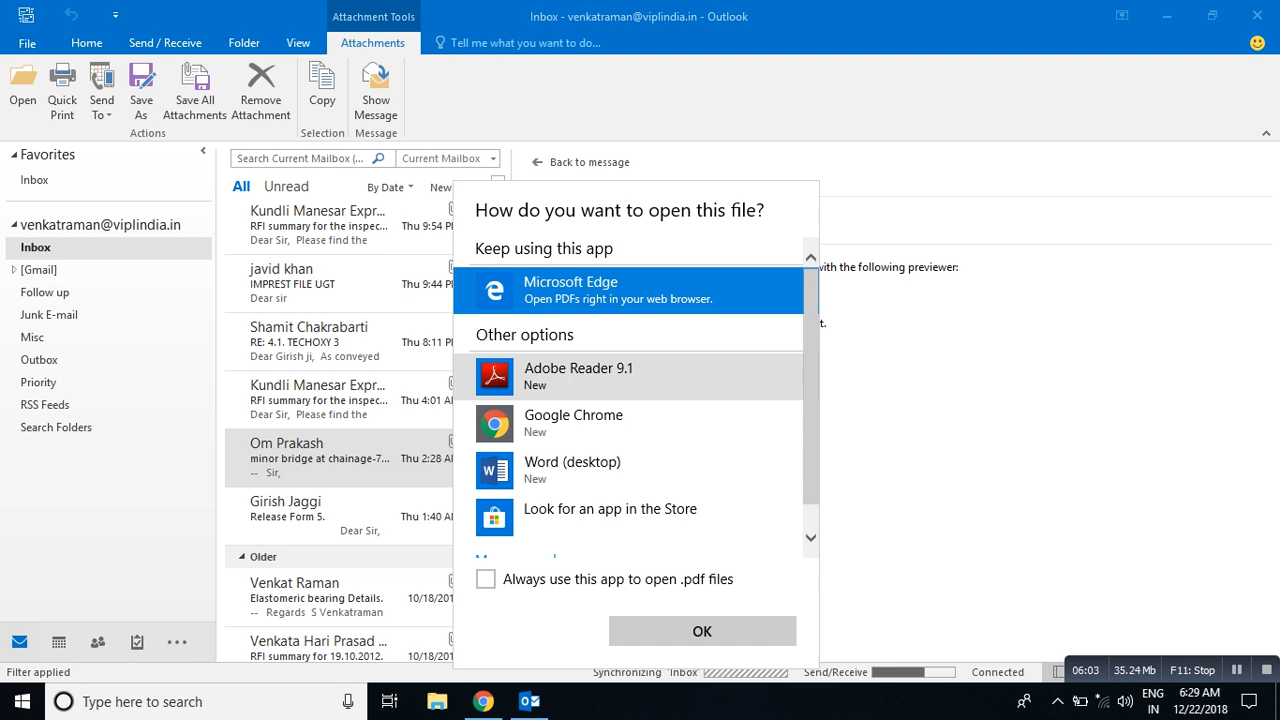 Attachment Tools
Inbox - venkatraman@viplindia.in - Outlook
File
Home
Send / Receive
Folder
View
Attachments
Tell me what you want to do...
Open
Quick Print
Send To
Save As
Save All Attachments
Remove Attachment
Copy
Show Message
Actions
Selection
Message
Favorites
Inbox
venkatraman@viplindia.in
Inbox
[Gmail]
Follow up
Junk E-mail
Misc
Outbox
Priority
RSS Feeds
Search Folders
Search Current Mailbox (...
Current Mailbox
All Unread
By Date
New
Kundli Manesar Expr...
RFI summary for the inspec... Thu 9:54 P
Dear Sir, Please find the
javid khan
IMPREST FILE UGT Thu 9:44 P
Dear sir
Shamit Chakrabarti
RE: 4.1. TECHOXY 3 Thu 8:11 P
Dear Girish ji, As conveyed
Kundli Manesar Expr...
RFI summary for the inspec... Thu 4:01 A
Dear Sir, Please find the
Om Prakash
minor bridge at chainage-7... Thu 2:28 A
-- Sir,
Girish Jaggi
Release Form 5. Thu 1:40 A
Dear Sir,
Older
Venkat Raman
Elastomeric bearing Details. 10/18/201
-- Regards S Venkatraman
Venkata Hari Prasad ...
RFI summary for 19.10.2012. 10/18/201
Back to message
with the following previewer:
t.
How do you want to open this file?
Keep using this app
Microsoft Edge
Open PDFs right in your web browser.
Other options
Adobe Reader 9.1
New
Google Chrome
New
Word (desktop)
New
Look for an app in the Store
Always use this app to open .pdf files
OK
Filter applied
Synchronizing 'Inbox'
Send/Receive
Connected
06:03 35.24 Mb F11: Stop
Type here to search
ENG
IN
6:29 AM
12/22/2018